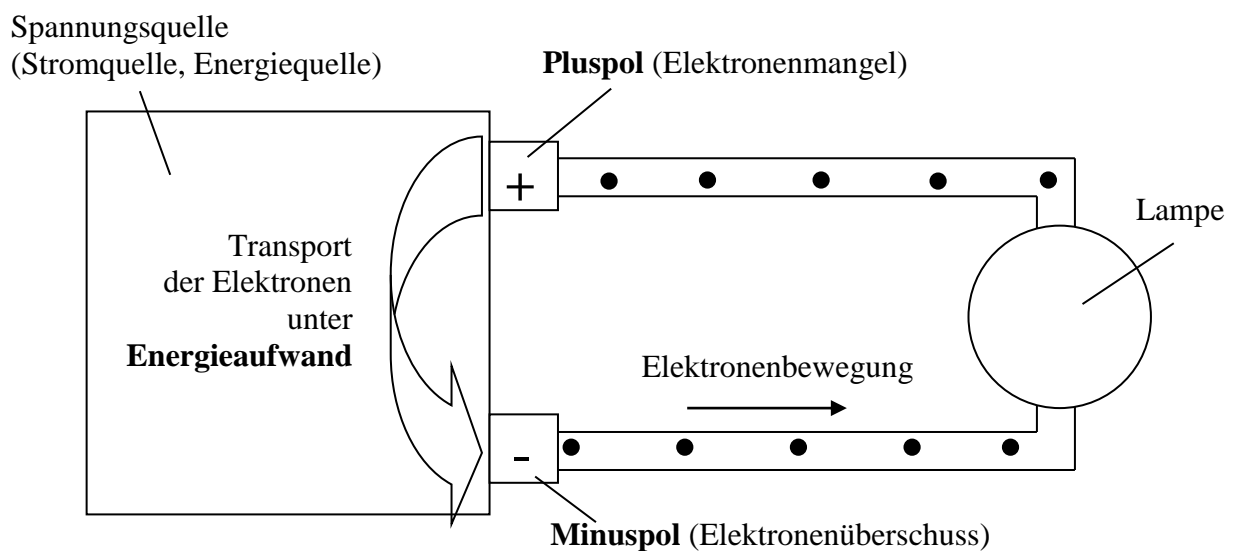 Spannungsquelle
(Stromquelle, Energiequelle)
Pluspol (Elektronenmangel)
+
Lampe
Transport
der Elektronen
unter
Energieaufwand
Elektronenbewegung
-
Minuspol (Elektronenüberschuss)